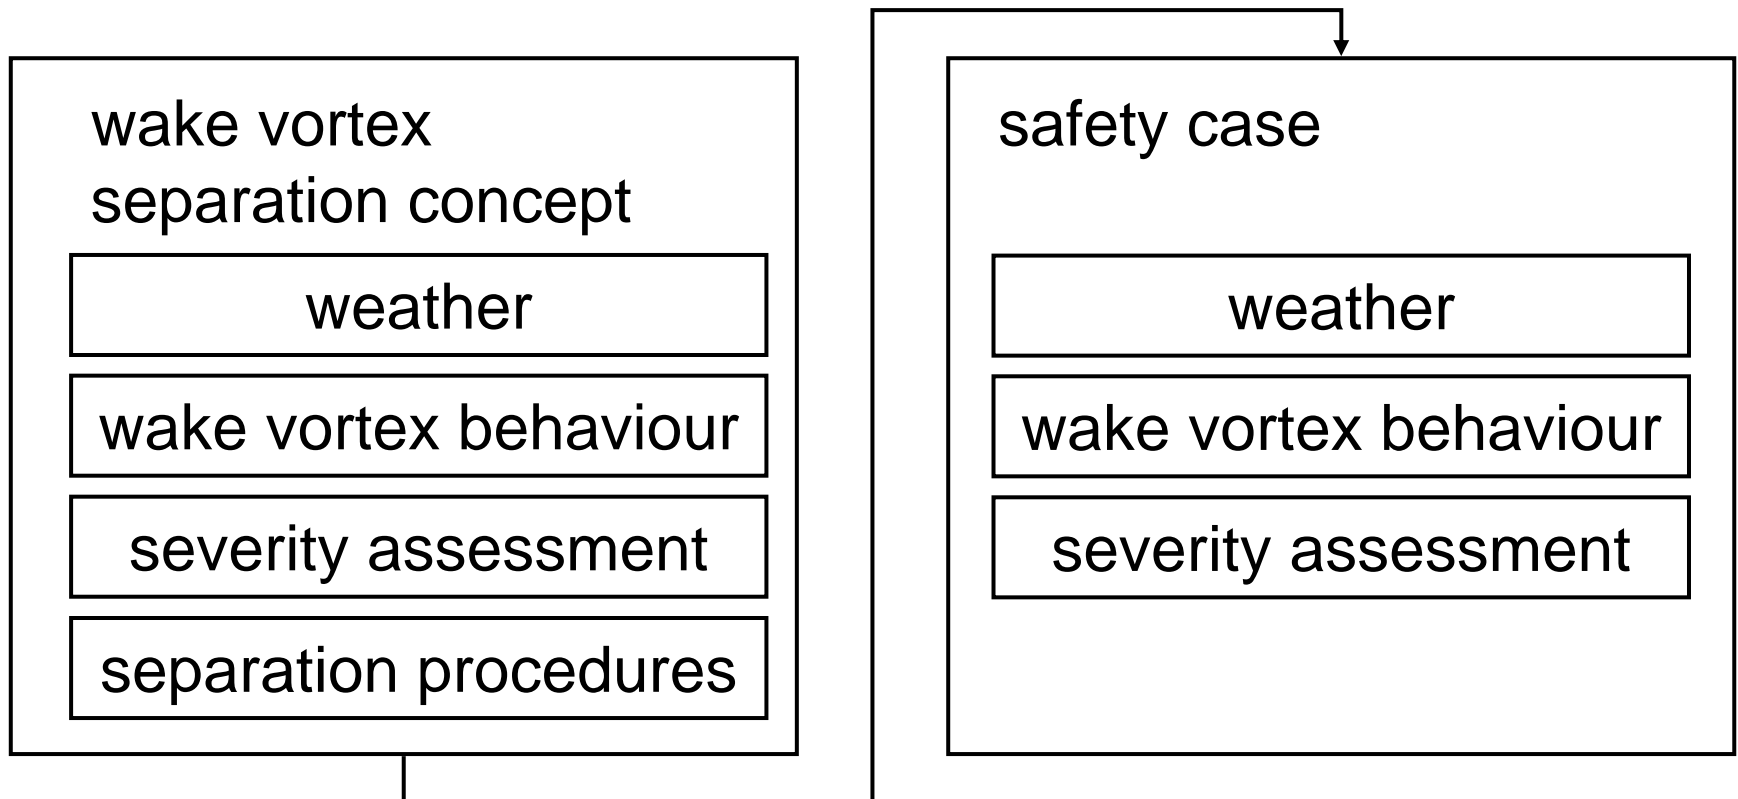 wake vortex
separation concept
weather
wake vortex behaviour
severity assessment
separation procedures
safety case
weather
wake vortex behaviour
severity assessment